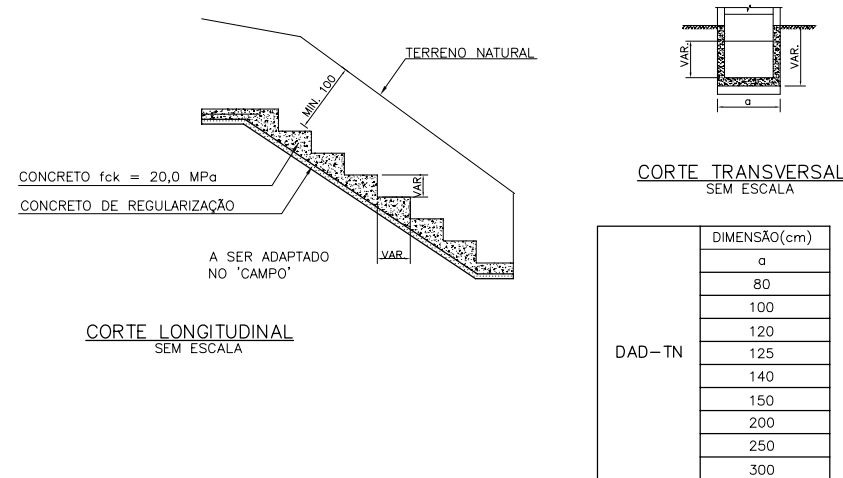 TERRENO NATURAL
MIN. 100
CONCRETO fck = 20,0 MPa
CONCRETO DE REGULARIZAÇÃO
VAR.
VAR.
A SER ADAPTADO
NO 'CAMPO'
CORTE LONGITUDINAL
SEM ESCALA
VAR.
VAR.
a
CORTE TRANSVERSAL
SEM ESCALA
DAD-TN
DIMENSÃO(cm)
a
80
100
120
125
140
150
200
250
300